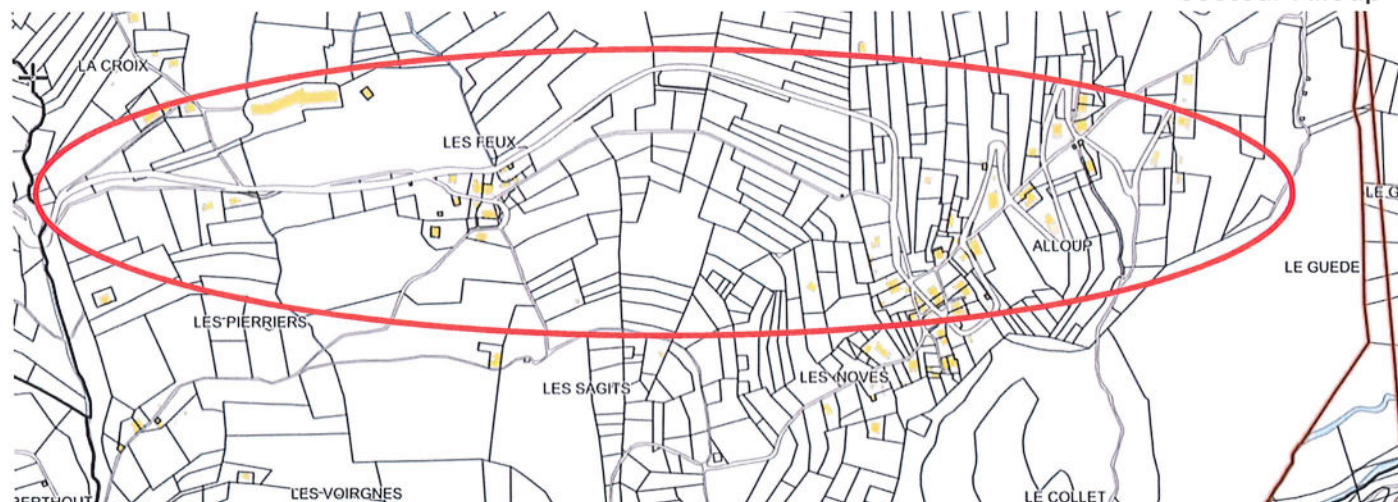 LA CROIX
LES FEUX
ALLOUP
LE GUEDE
LES PIERRIERS
LES SAGITS
LES NOVES
LES VOIRGNES
LE COLLET